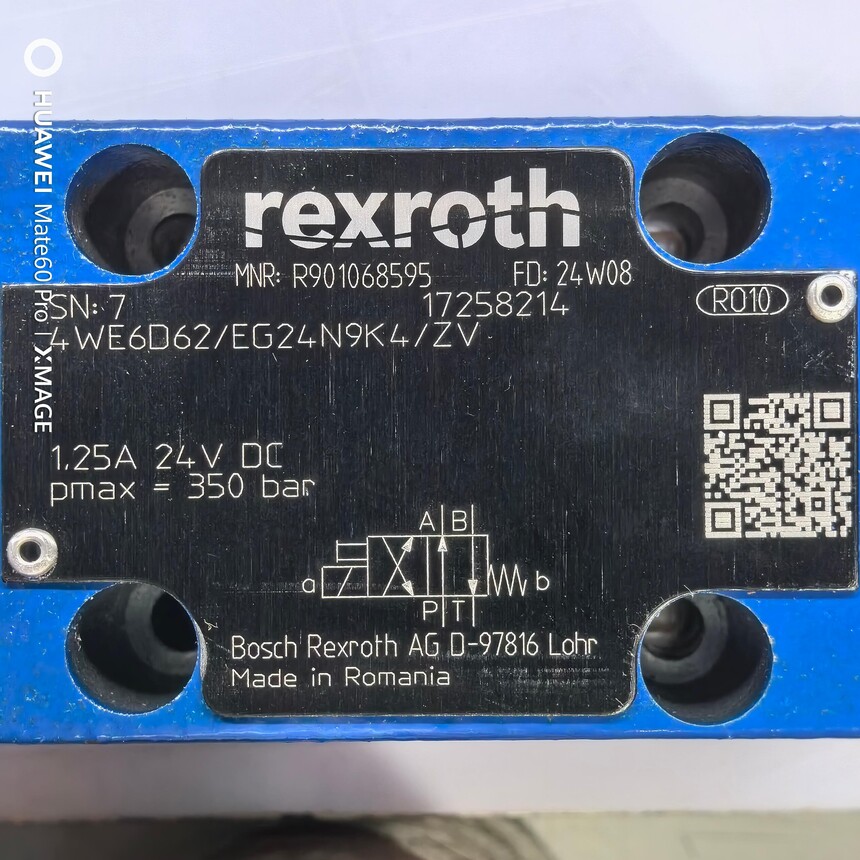 HUAWEI Mate60 Pro | XMAGE
rexroth
MNR: R901068595 FD: 24W08
SN: 7 17258214 RO10
4WE6D62/EG24N9K4/ZV
1,25A 24V DC
pmax = 350 bar
A B
a b
P T
Bosch Rexroth AG D-97816 Lohr
Made in Romania